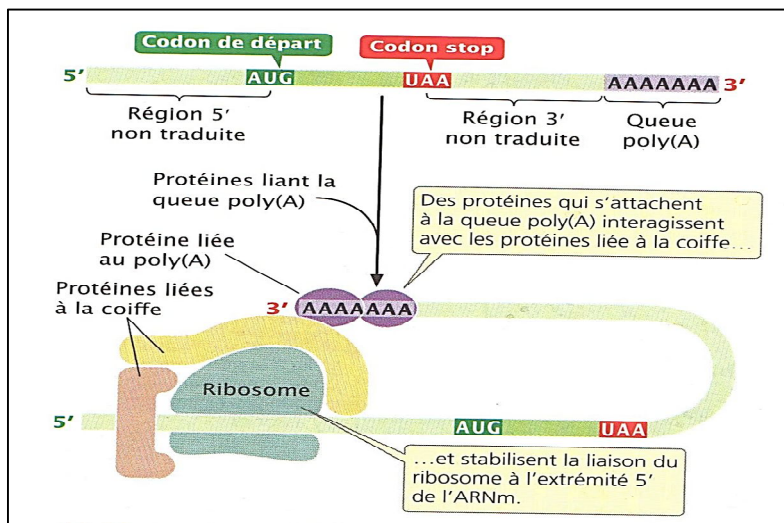 Codon de départ
Codon stop
5'
AUG
UAA
AAAAAAA
3'
Région 5'
non traduite
Région 3'
non traduite
Queue
poly(A)
Protéines liant la
queue poly(A)
Des protéines qui s'attachent
à la queue poly(A) interagissent
avec les protéines liée à la coiffe…
Protéine liée
au poly(A)
Protéines liées
à la coiffe
3'
AAAAAAA
Ribosome
5'
AUG
UAA
…et stabilisent la liaison du
ribosome à l'extrémité 5'
de l'ARNm.